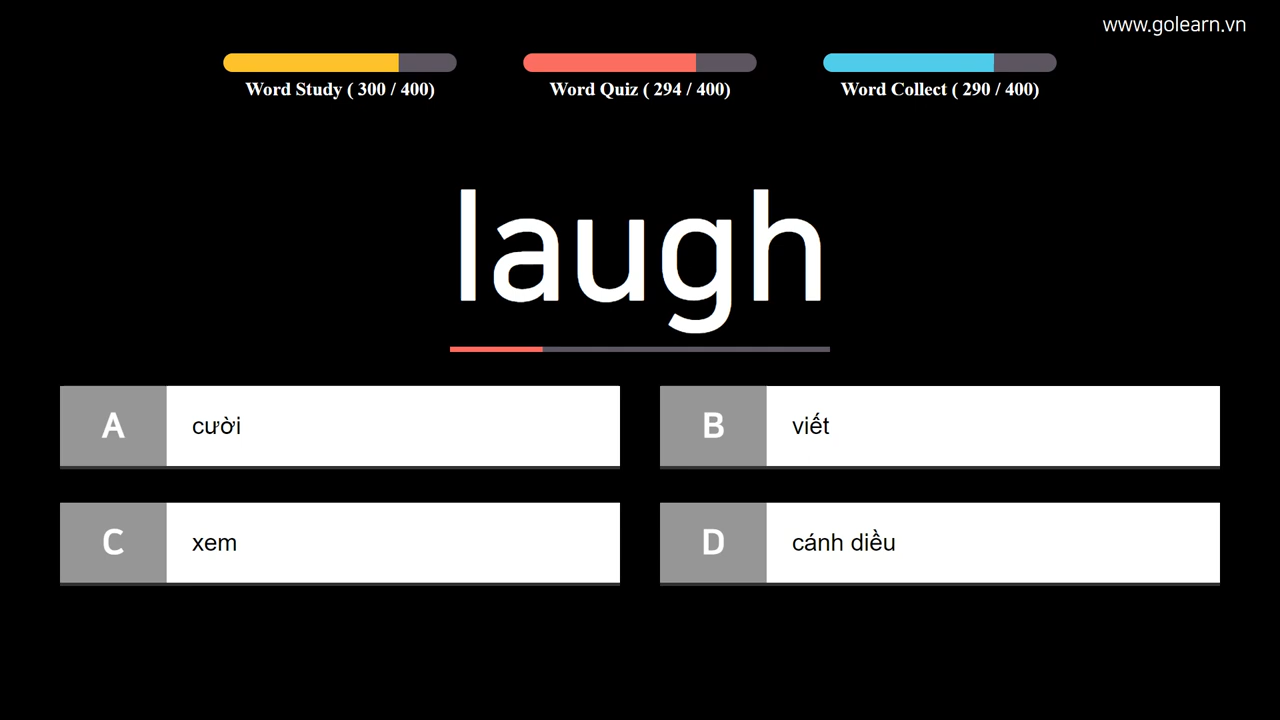 www.golearn.vn
Word Study ( 300 / 400)
Word Quiz ( 294 / 400)
Word Collect ( 290 / 400)
laugh
A cười
B viết
C xem
D cánh diều